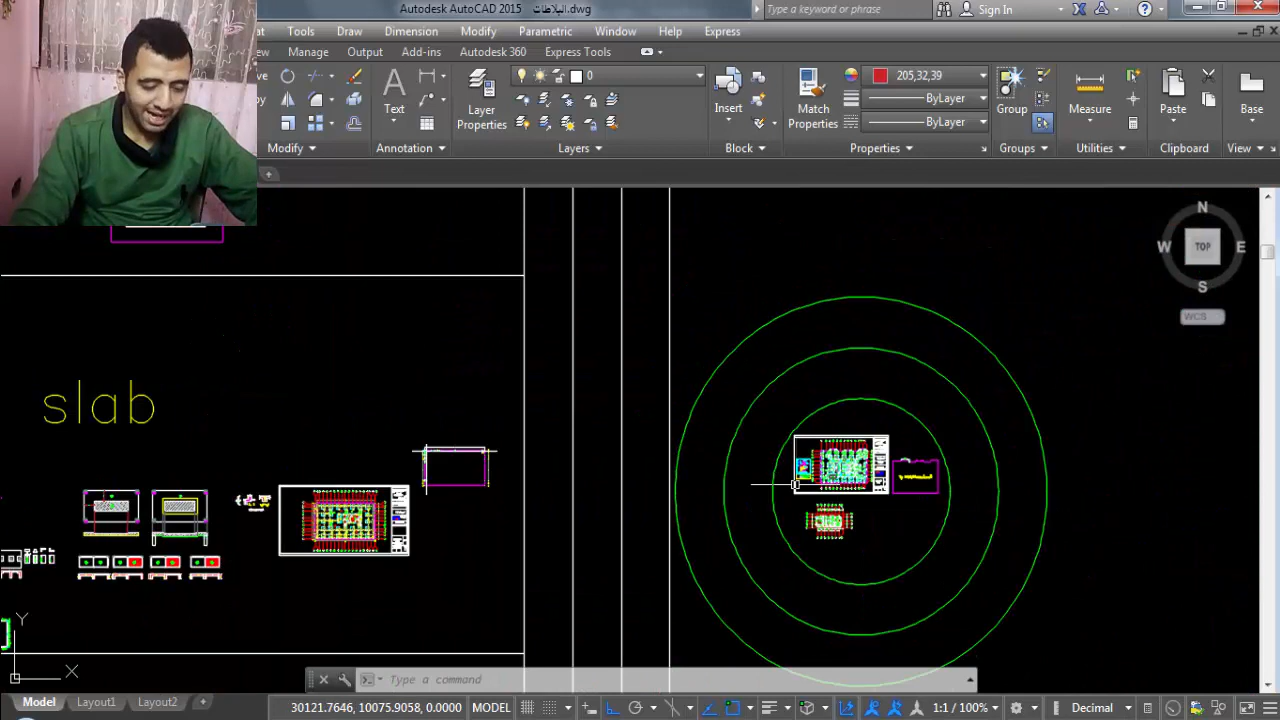 Autodesk AutoCAD 2015 البلاطات.dwg
Type a keyword or phrase
Sign In
Tools Draw Dimension Modify Parametric Window Help Express
Manage Output Add-ins Autodesk 360 Express Tools
Text
Layer Properties
0
Insert
Match Properties
205,32,39
ByLayer
ByLayer
Group
Measure
Paste
Base
Modify Annotation Layers Block Properties Groups Utilities Clipboard View
N
W TOP E
S
WCS
slab
Y
X
Type a command
Model Layout1 Layout2 30121.7646, 10075.9058, 0.0000 MODEL 1:1 / 100% Decimal